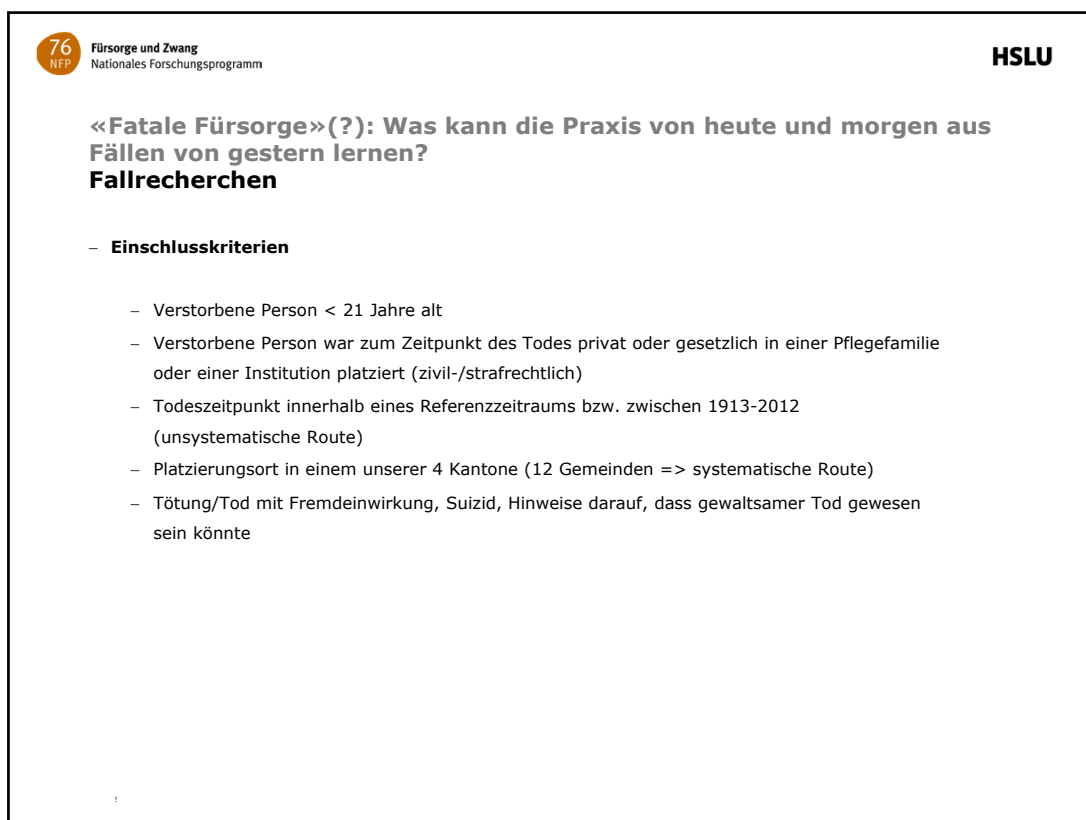 76
NFP
Fürsorge und Zwang
Nationales Forschungsprogramm
HSLU
«Fatale Fürsorge»(?): Was kann die Praxis von heute und morgen aus
Fällen von gestern lernen?
Fallrecherchen
– Einschlusskriterien
– Verstorbene Person < 21 Jahre alt
– Verstorbene Person war zum Zeitpunkt des Todes privat oder gesetzlich in einer Pflegefamilie
oder einer Institution platziert (zivil-/strafrechtlich)
– Todeszeitpunkt innerhalb eines Referenzzeitraums bzw. zwischen 1913-2012
(unsystematische Route)
– Platzierungsort in einem unserer 4 Kantone (12 Gemeinden => systematische Route)
– Tötung/Tod mit Fremdeinwirkung, Suizid, Hinweise darauf, dass gewaltsamer Tod gewesen
sein könnte